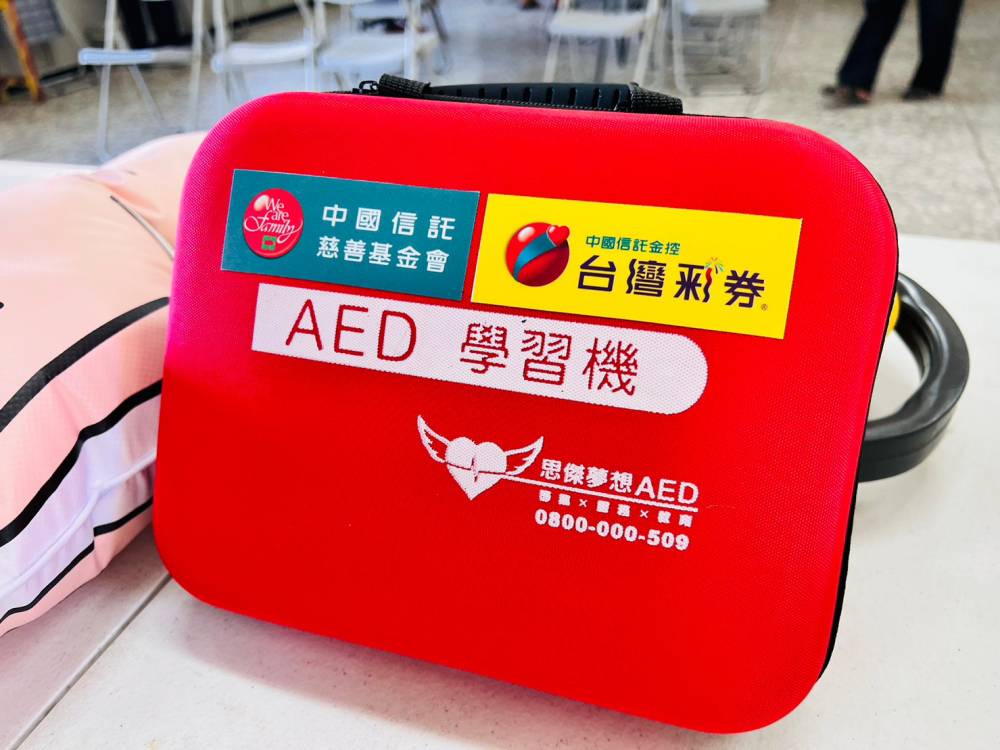 We are Family
中國信託
慈善基金會
中國信託金控
台灣彩券
AED 學習機
思傑夢想AED
0800-000-509